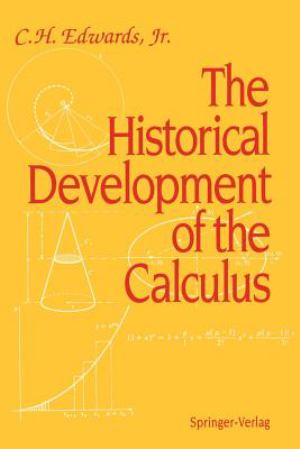 C.H. Edwards, Jr.
The
Historical
Development
of the
Calculus
Springer-Verlag